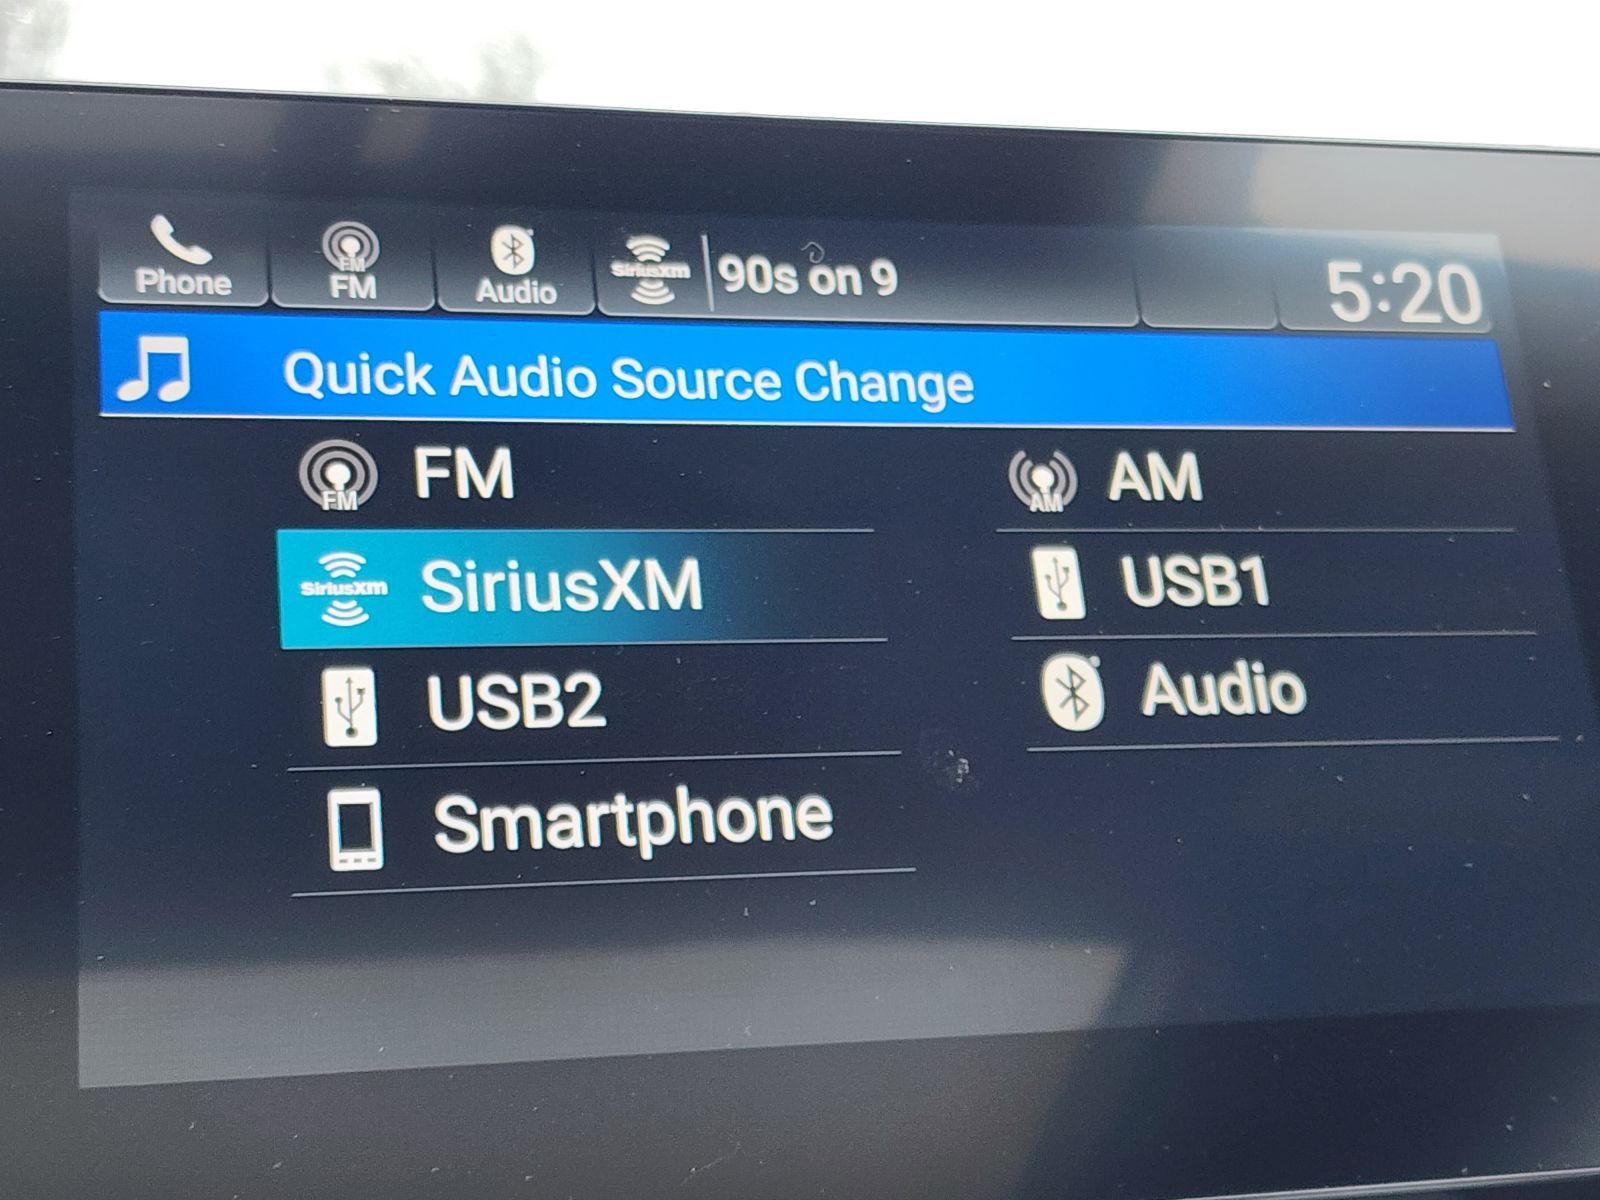 Phone
FM
FM
Audio
SiriusXM
90s on 9
5:20
Quick Audio Source Change
FM FM
AM AM
SiriusXM SiriusXM
USB1
USB2
Audio
Smartphone